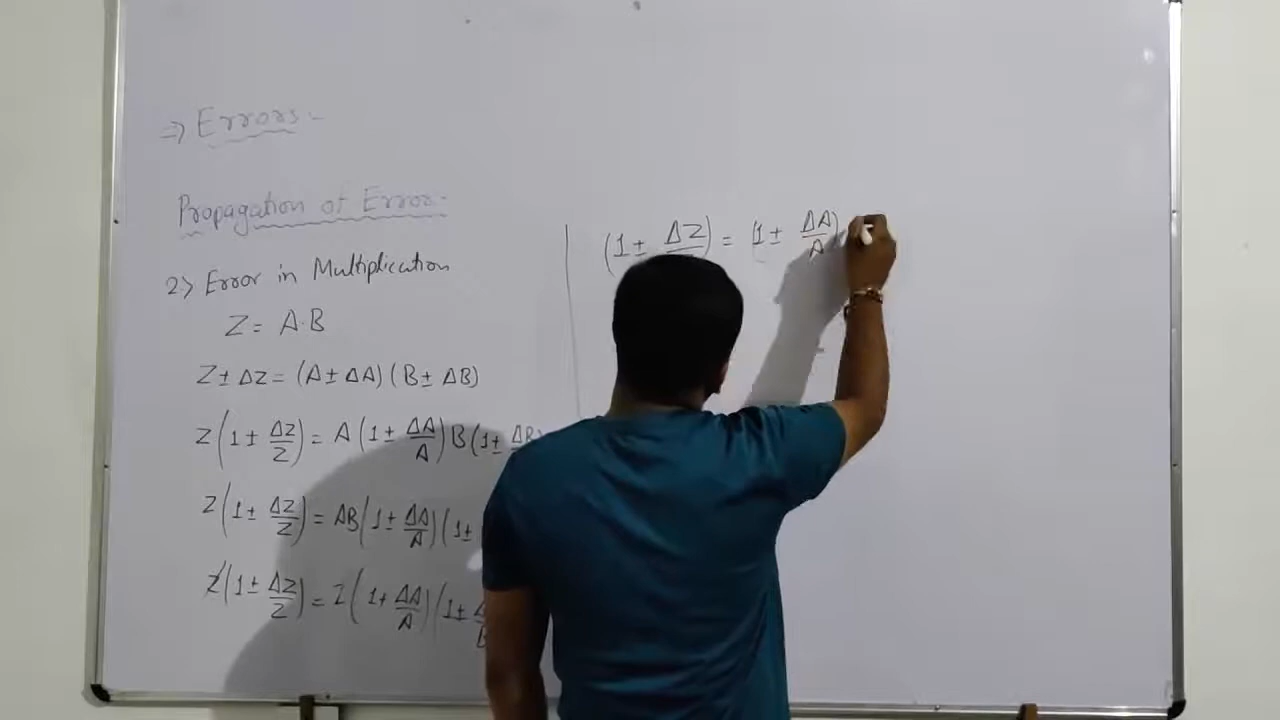 ⇒ Errors:-
Propagation of Error:-
2> Error in Multiplication
Z = A·B
Z ± ΔZ = (A ± ΔA) (B ± ΔB)
Z (1 ± ΔZ/Z) = A (1 ± ΔA/A) B (1 ± ΔB
Z (1 ± ΔZ/Z) = AB (1 ± ΔA/A) (1 ±
Z (1 ± ΔZ/Z) = Z (1 + ΔA/A) (1 ± Δ/B
(1 ± ΔZ) = (1 ± ΔA/A)